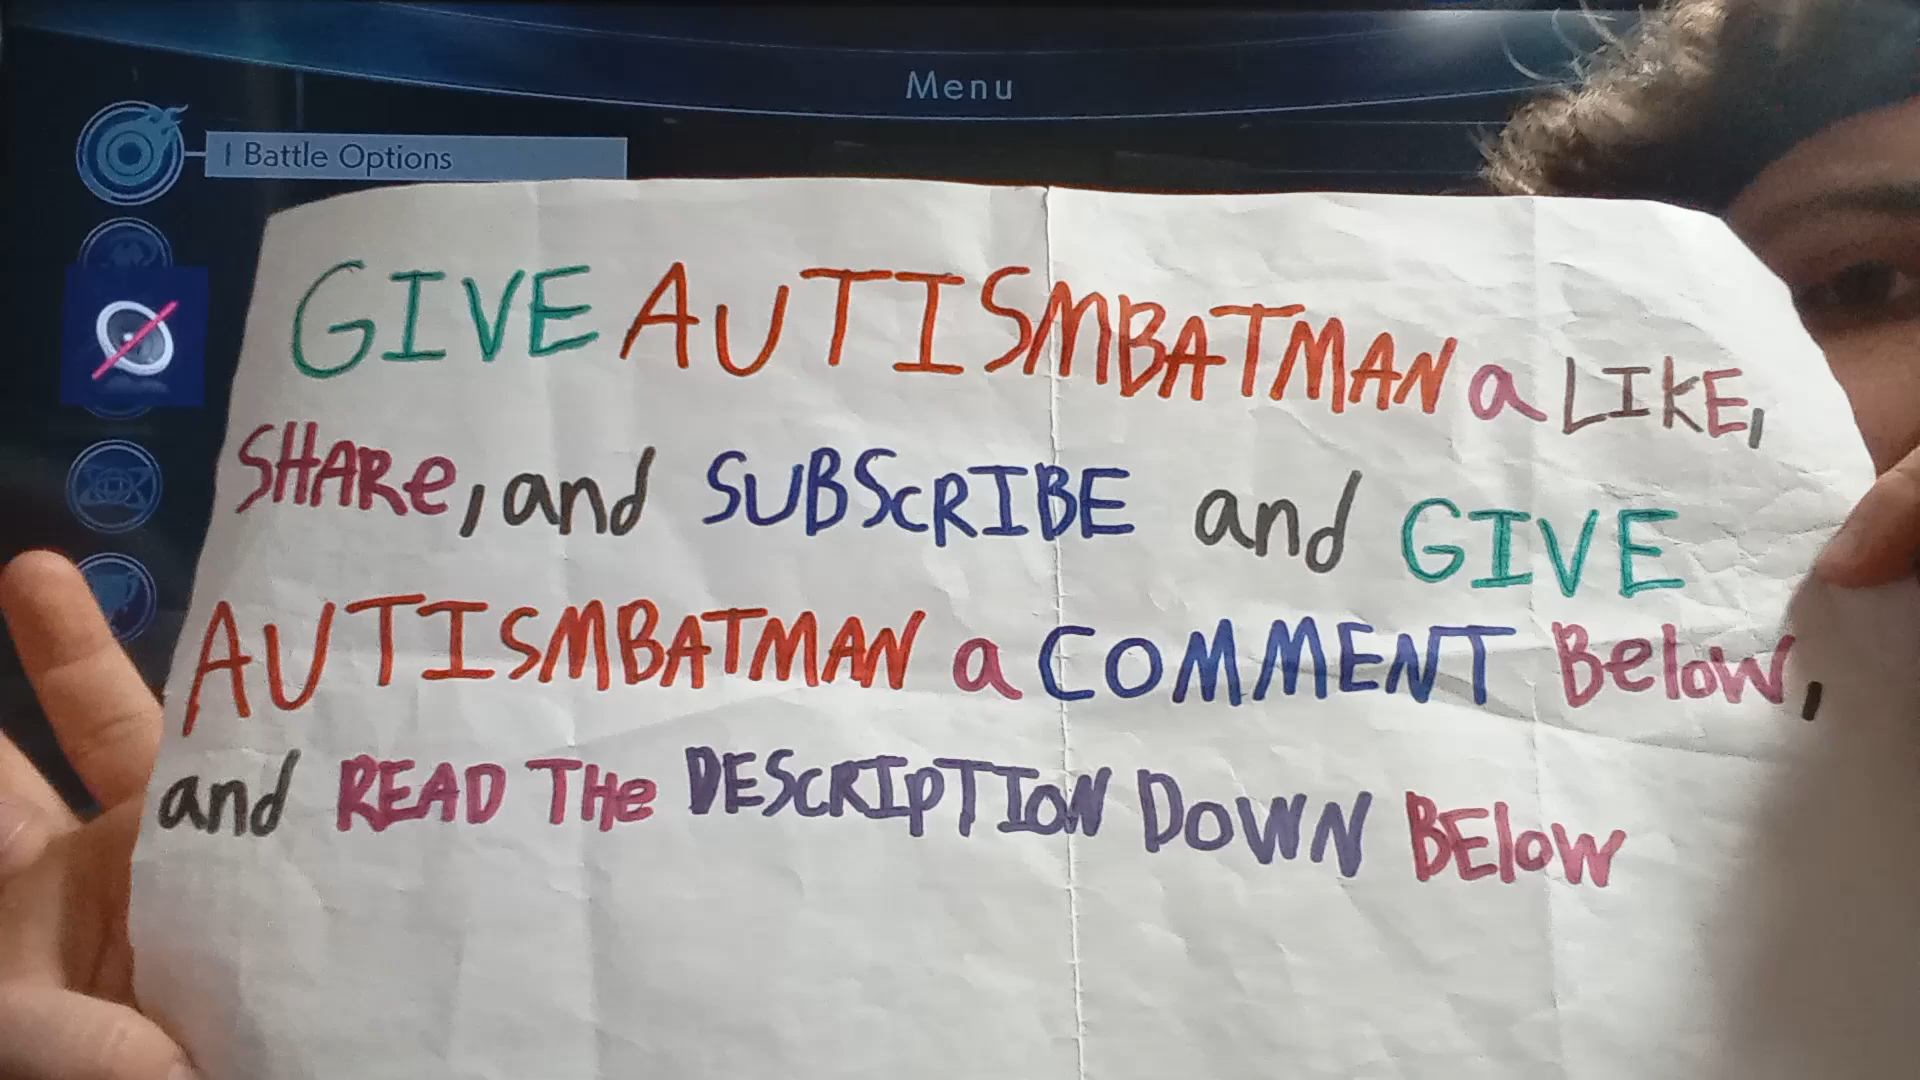 Menu
| Battle Options
GIVE AUTISMBATMAN a LIKE,
SHARe, and SUBScRIBE and GIVE
AUTISMBATMAN a COMMENT Below,
and READ THe DEScRIpTIoN DoWN BElow